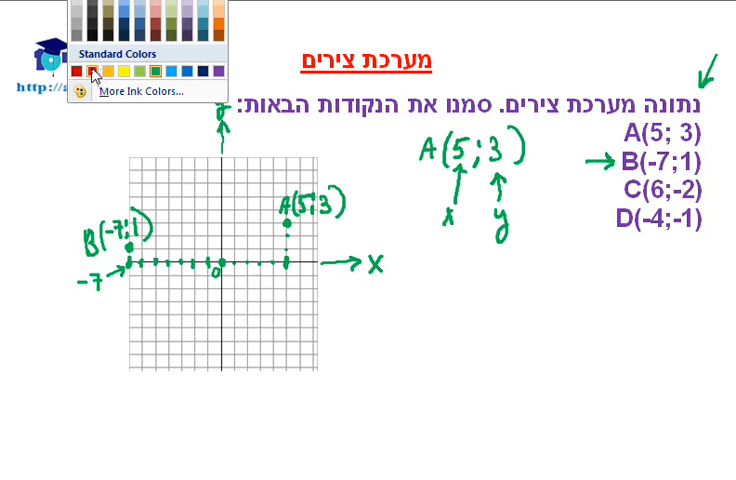 Standard Colors
More Ink Colors...
http://a
מערכת צירים
נתונה מערכת צירים. סמנו את הנקודות הבאות:
A(5; 3)
B(-7;1)
C(6;-2)
D(-4;-1)
A(5;3)
x y
y
A(5;3)
B(-7;1)
-7
0
x